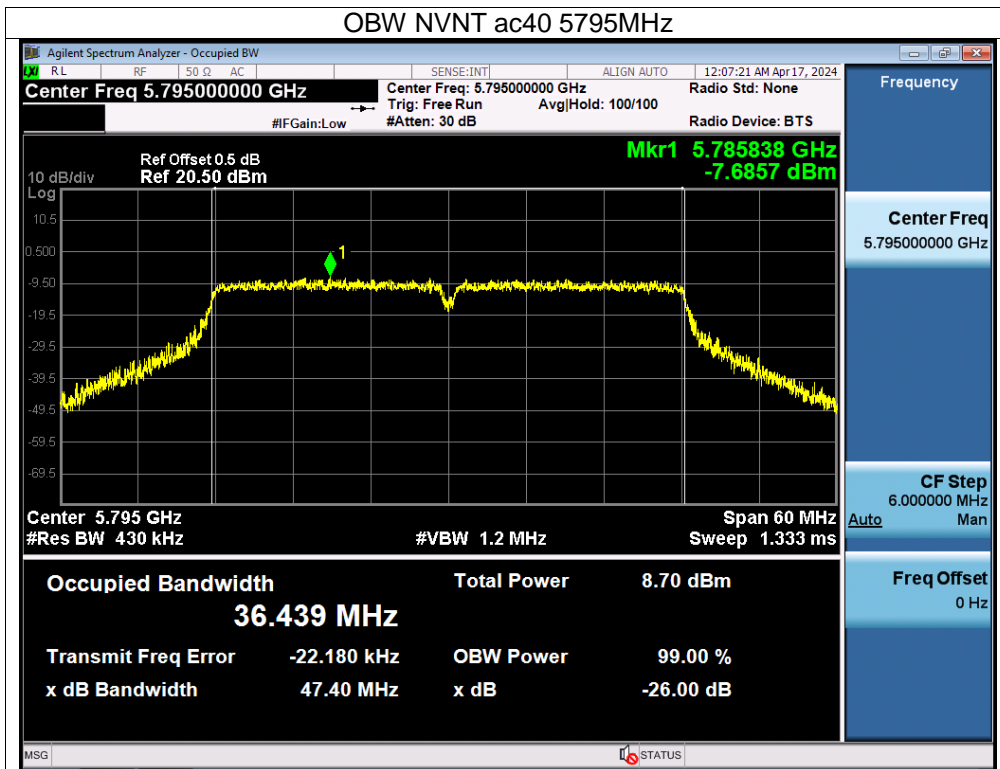 OBW NVNT ac40 5795MHz
Agilent Spectrum Analyzer - Occupied BW
LXI RL RF 50 Ω AC SENSE:INT ALIGN AUTO 12:07:21 AM Apr 17, 2024
Center Freq 5.795000000 GHz
Center Freq: 5.795000000 GHz Radio Std: None
Trig: Free Run Avg|Hold: 100/100
#IFGain:Low #Atten: 30 dB Radio Device: BTS
Frequency
Mkr1 5.785838 GHz
-7.6857 dBm
Ref Offset 0.5 dB
10 dB/div Ref 20.50 dBm
Log
10.5
0.500
-9.50
-19.5
-29.5
-39.5
-49.5
-59.5
-69.5
1
Center 5.795 GHz Span 60 MHz
#Res BW 430 kHz #VBW 1.2 MHz Sweep 1.333 ms
Center Freq
5.795000000 GHz
CF Step
6.000000 MHz
Auto Man
Freq Offset
0 Hz
Occupied Bandwidth Total Power 8.70 dBm
36.439 MHz
Transmit Freq Error -22.180 kHz OBW Power 99.00 %
x dB Bandwidth 47.40 MHz x dB -26.00 dB
MSG STATUS